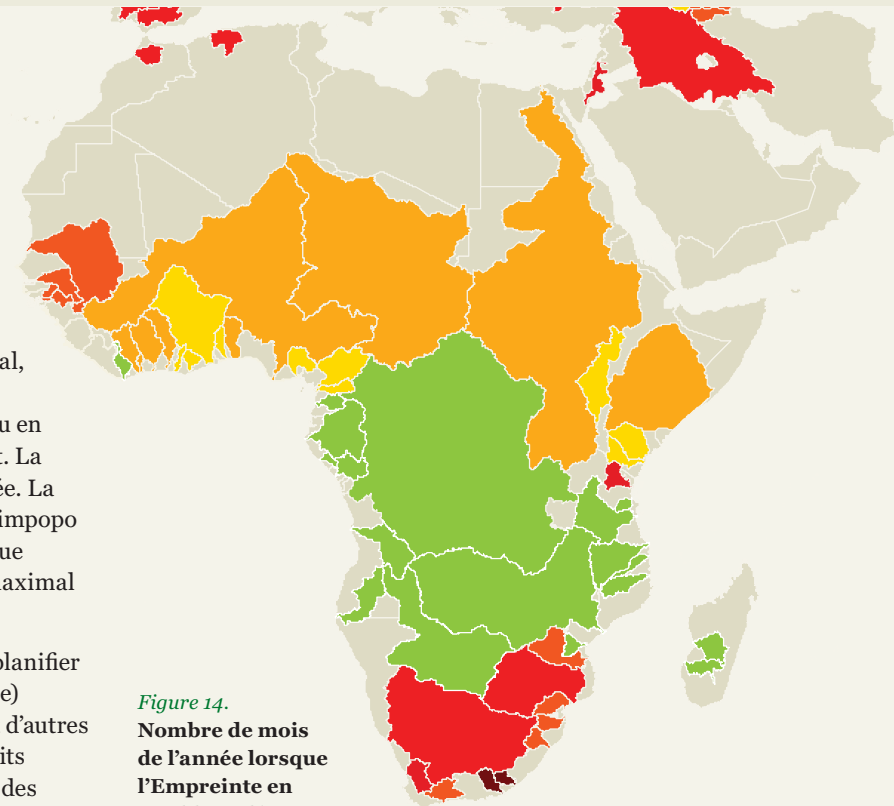 al,
u en
t. La
ée. La
impopo
ue
aximal
planifier
e)
d'autres
its
des
Figure 14.
Nombre de mois
de l'année lorsque
l'Empreinte en